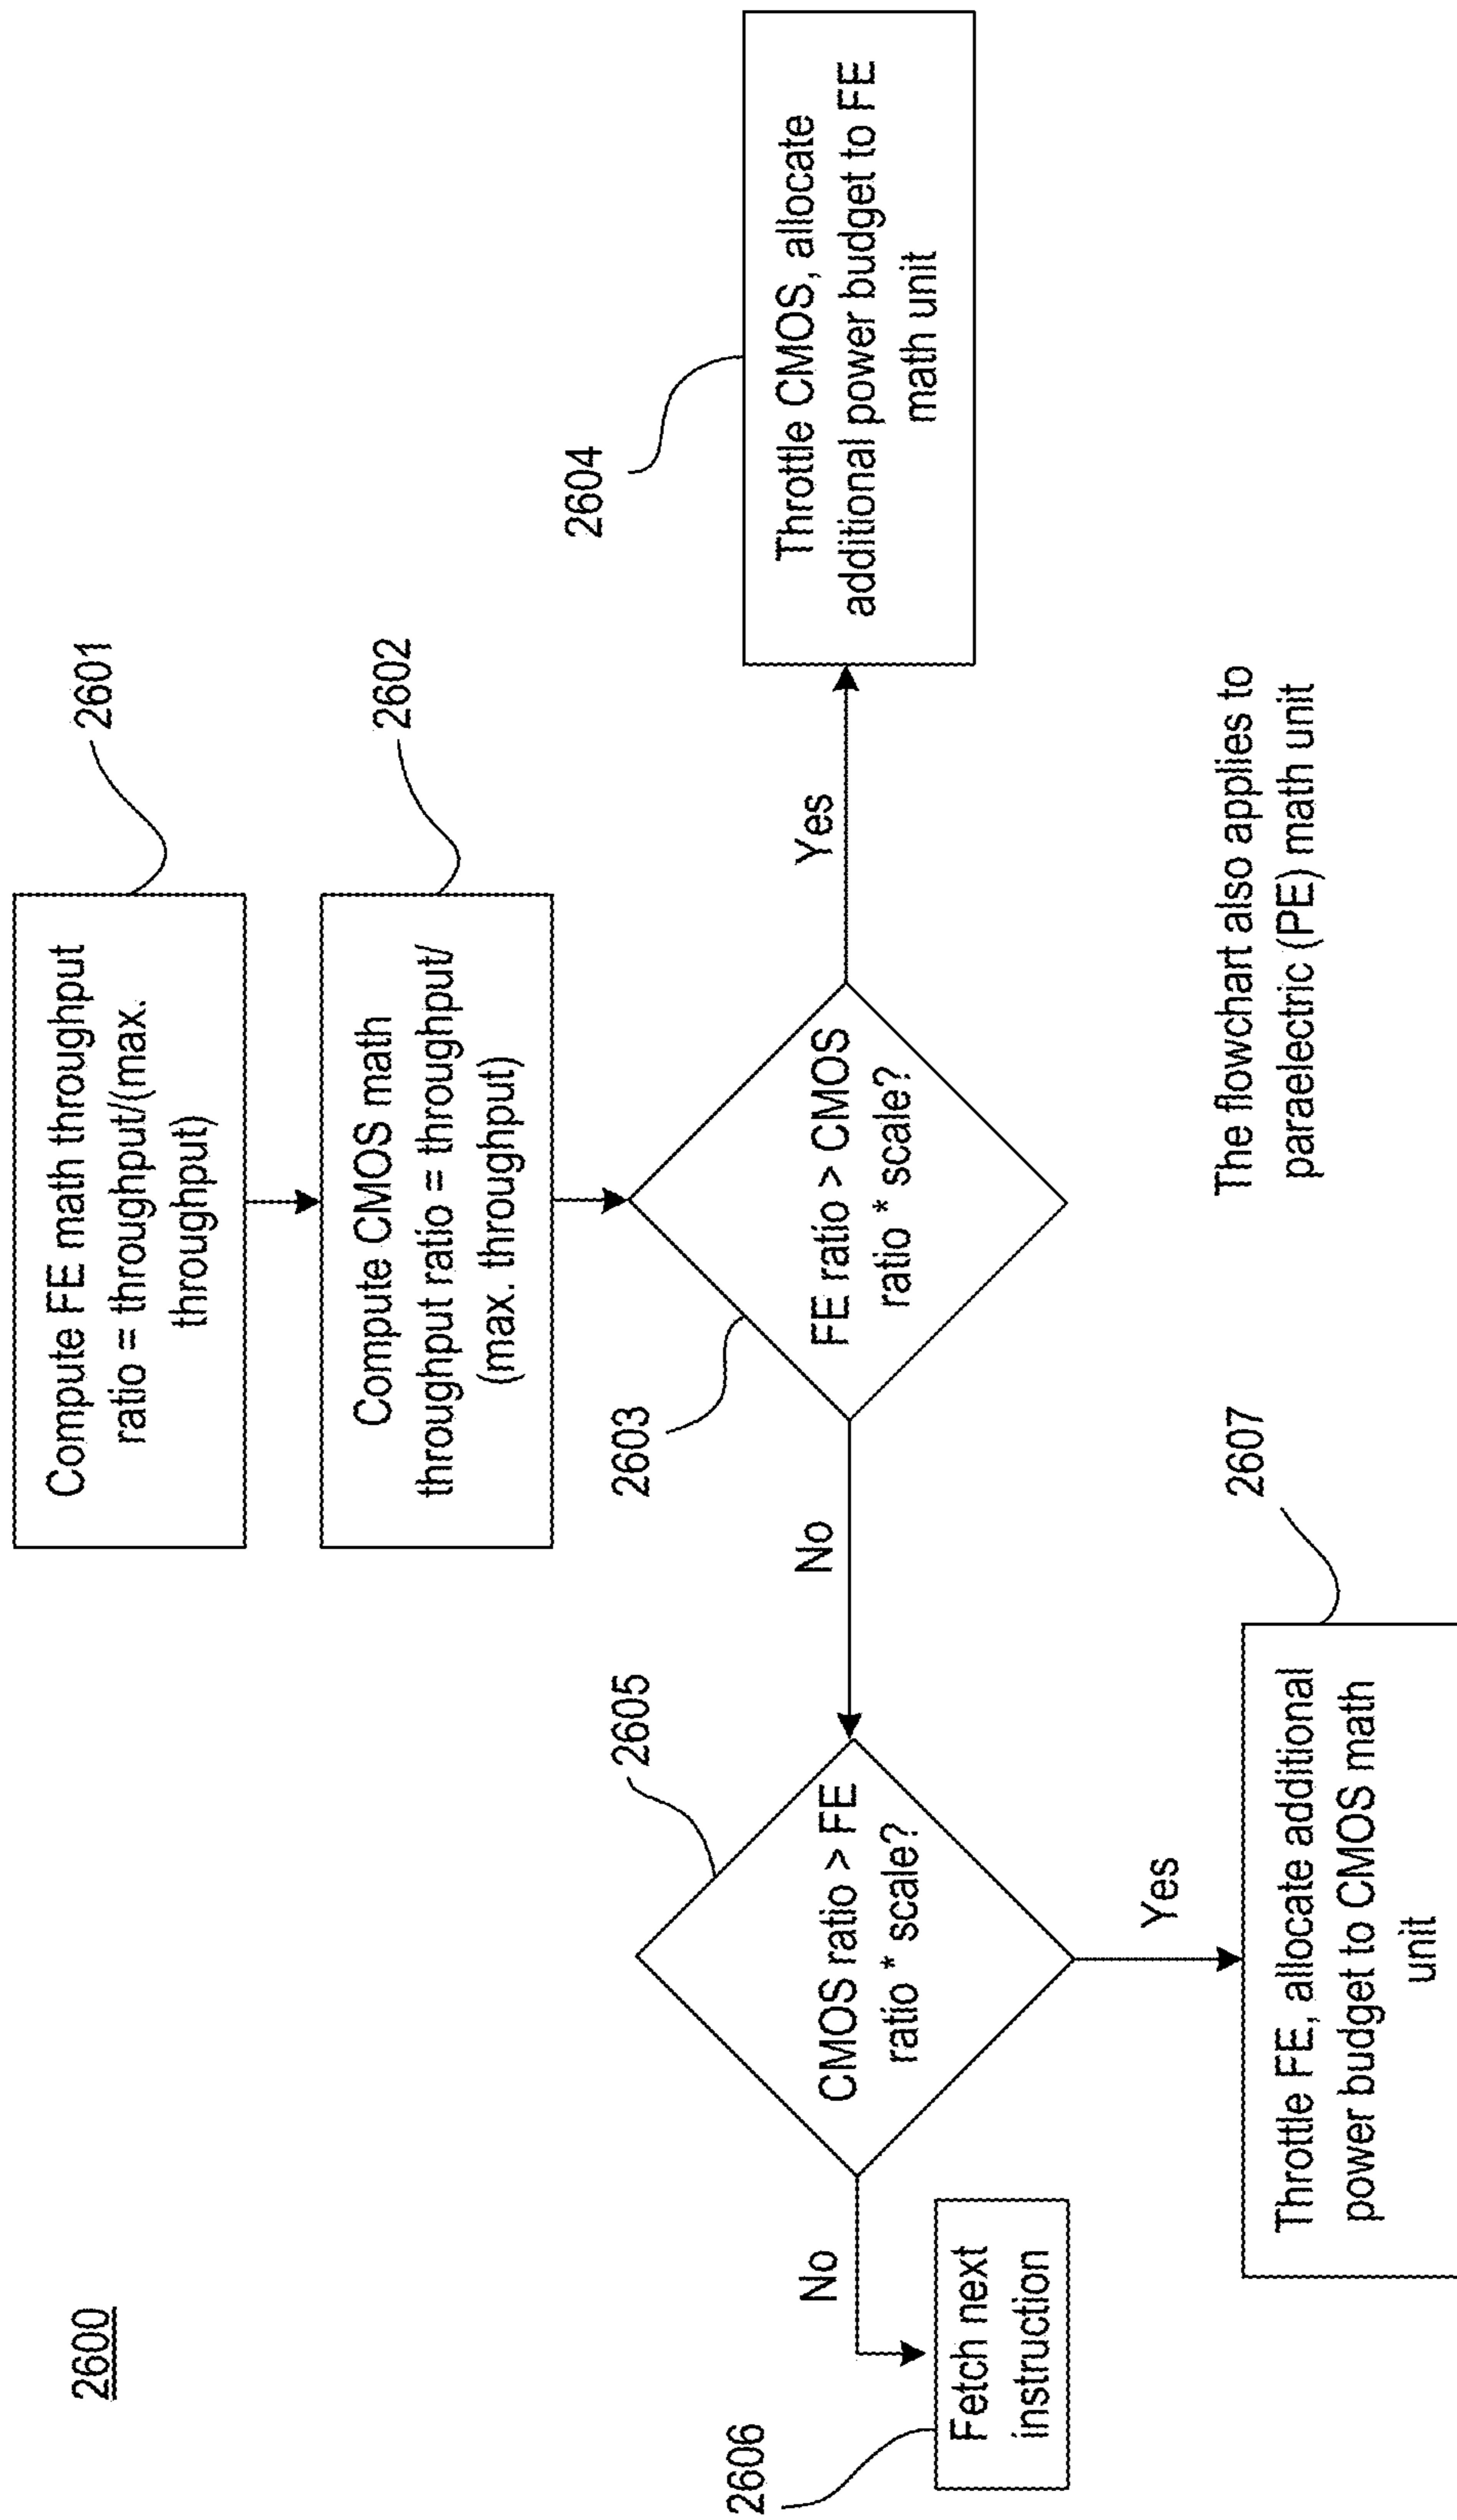 2600
Compute FE math throughput
ratio = throughput/(max.
throughput)
2601
Compute CMOS math
throughput ratio = throughput/
(max. throughput)
2602
2603
FE ratio > CMOS
ratio * scale?
Yes
2604
Throttle CMOS, allocate
additional power budget to FE
math unit
No
2605
CMOS ratio > FE
ratio * scale?
No
2606
Fetch next
instruction
Yes
2607
Throttle FE, allocate additional
power budget to CMOS math
unit
The flowchart also applies to
paraelectric (PE) math unit